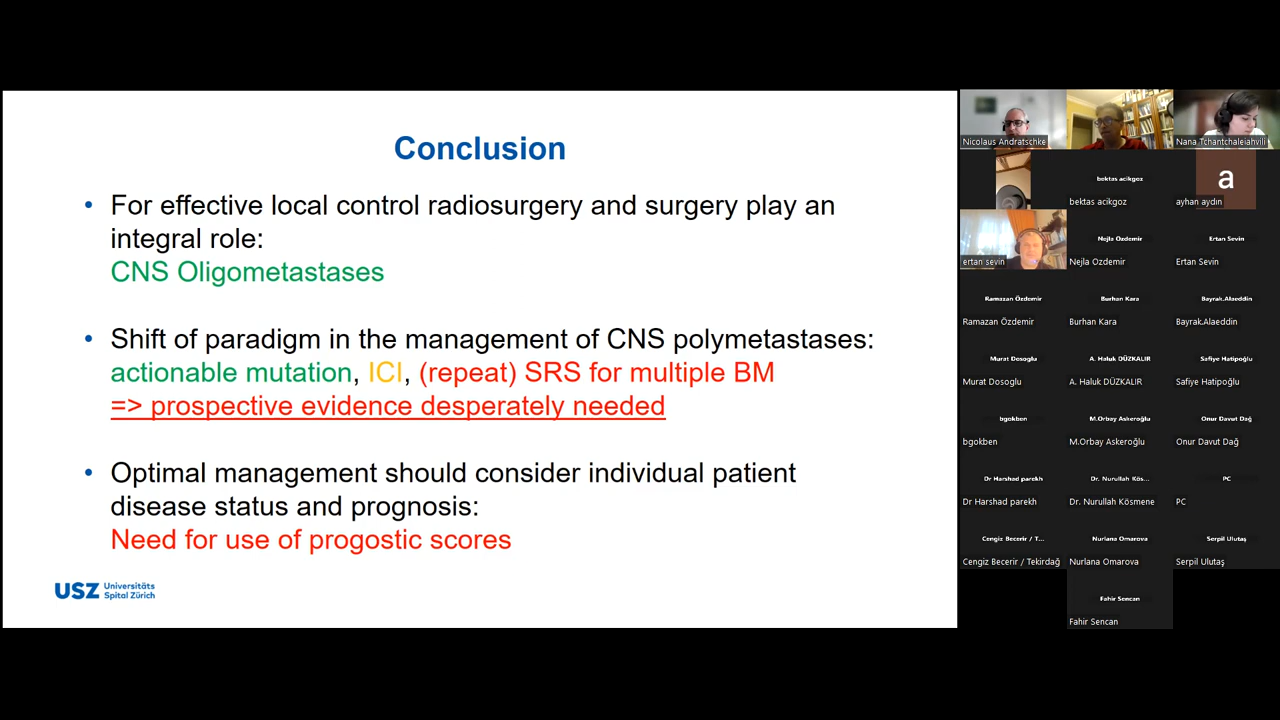 Conclusion
• For effective local control radiosurgery and surgery play an
integral role:
CNS Oligometastases
• Shift of paradigm in the management of CNS polymetastases:
actionable mutation, ICI, (repeat) SRS for multiple BM
=> prospective evidence desperately needed
• Optimal management should consider individual patient
disease status and prognosis:
Need for use of progostic scores
USZ Universitäts
Spital Zürich
Nicolaus Andratschke
Nana Tchantchaleiahvili
bektas acikgoz
bektas acikgoz
a
ayhan aydın
ertan sevin
Nejla Ozdemir
Nejla Ozdemir
Ertan Sevin
Ertan Sevin
Ramazan Özdemir
Ramazan Özdemir
Burhan Kara
Burhan Kara
Bayrak.Alaeddin
Bayrak.Alaeddin
Murat Dosoglu
Murat Dosoglu
A. Haluk DÜZKALIR
A. Haluk DÜZKALIR
Safiye Hatipoğlu
Safiye Hatipoğlu
bgokben
bgokben
M.Orbay Askeroğlu
M.Orbay Askeroğlu
Onur Davut Dağ
Onur Davut Dağ
Dr Harshad parekh
Dr Harshad parekh
Dr. Nurullah Kös...
Dr. Nurullah Kösmene
PC
PC
Cengiz Becerir / T...
Cengiz Becerir / Tekirdağ
Nurlana Omarova
Nurlana Omarova
Serpil Ulutaş
Serpil Ulutaş
Fahir Sencan
Fahir Sencan